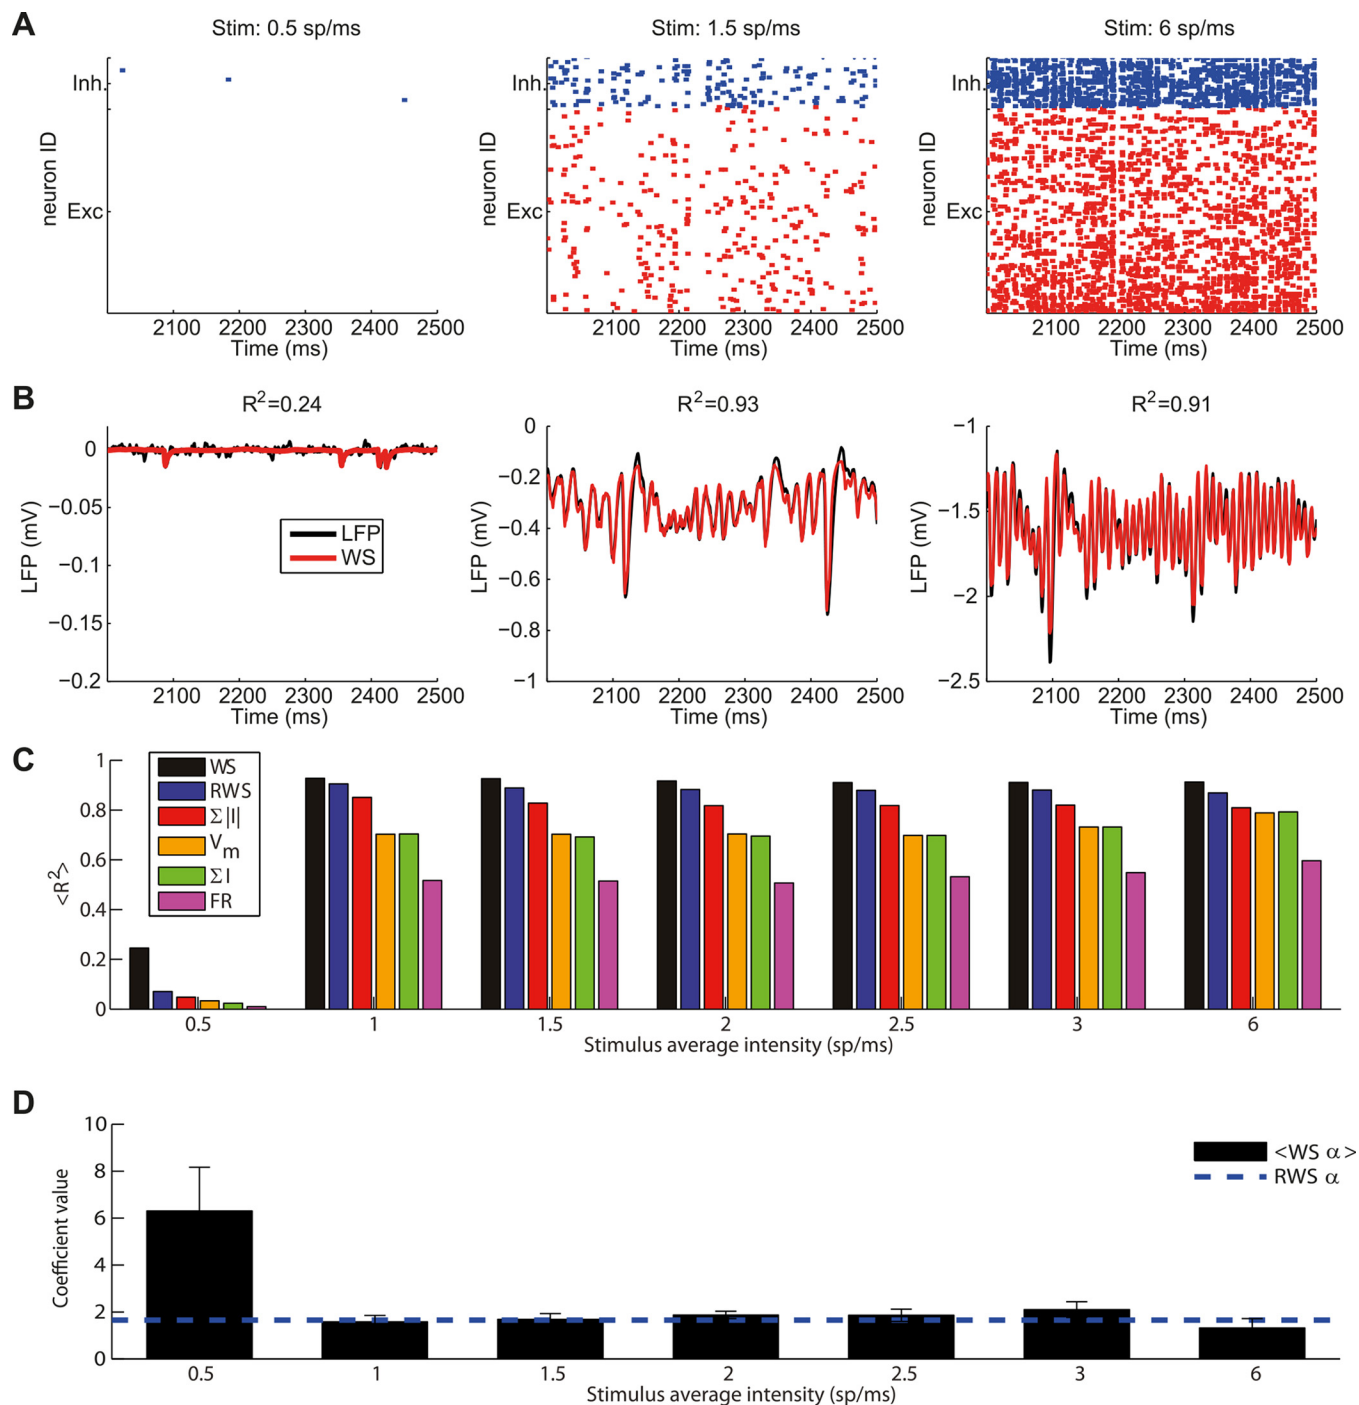 A
Stim: 0.5 sp/ms
Stim: 1.5 sp/ms
Stim: 6 sp/ms
neuron ID
Inh.
Exc
2100 2200 2300 2400 2500
Time (ms)
neuron ID
Inh.
Exc
2100 2200 2300 2400 2500
Time (ms)
neuron ID
Inh.
Exc
2100 2200 2300 2400 2500
Time (ms)
B
R²=0.24
R²=0.93
R²=0.91
LFP (mV)
0
−0.05
−0.1
−0.15
−0.2
LFP
WS
2100 2200 2300 2400 2500
Time (ms)
LFP (mV)
0
−0.2
−0.4
−0.6
−0.8
−1
2100 2200 2300 2400 2500
Time (ms)
LFP (mV)
−1
−1.5
−2
−2.5
2100 2200 2300 2400 2500
Time (ms)
C
<R²>
1
0.8
0.6
0.4
0.2
0
WS
RWS
Σ|I|
Vm
ΣI
FR
0.5 1 1.5 2 2.5 3 6
Stimulus average intensity (sp/ms)
D
Coefficient value
10
8
6
4
2
0
<WS α>
RWS α
0.5 1 1.5 2 2.5 3 6
Stimulus average intensity (sp/ms)